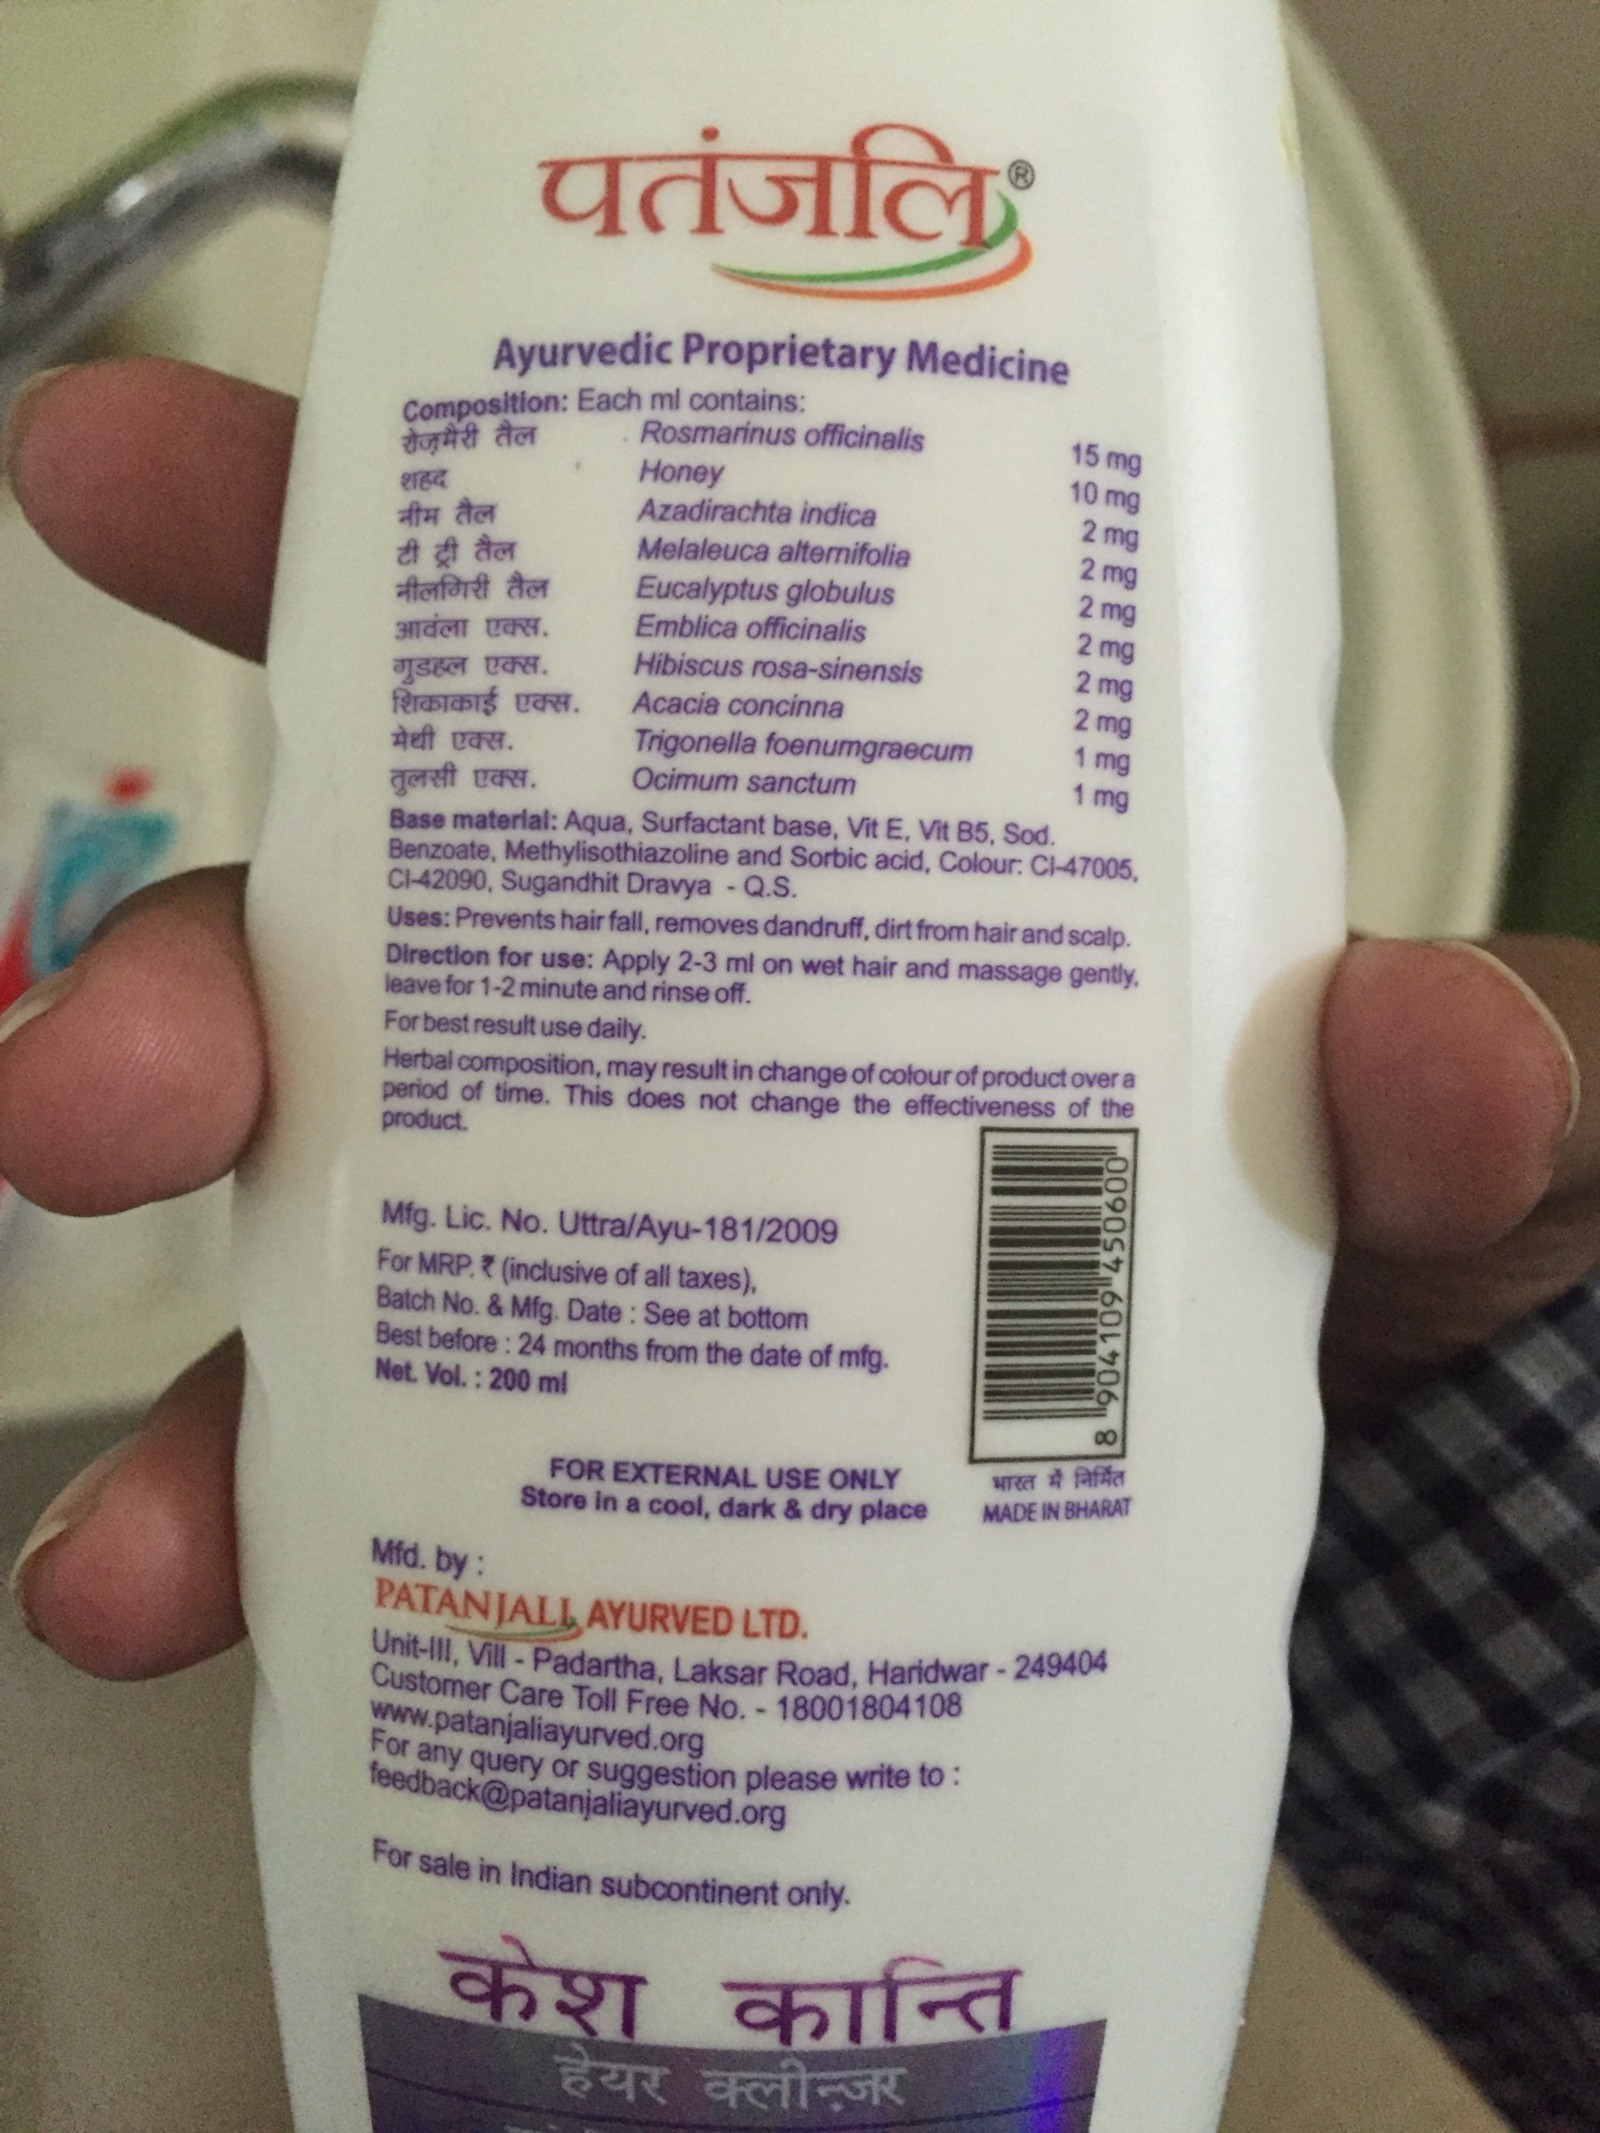 पतंजलि®
Ayurvedic Proprietary Medicine
Composition: Each ml contains:
रोज़मैरी तैल Rosmarinus officinalis 15 mg
शहद Honey 10 mg
नीम तैल Azadirachta indica 2 mg
टी ट्री तैल Melaleuca alternifolia 2 mg
नीलगिरी तैल Eucalyptus globulus 2 mg
आवंला एक्स. Emblica officinalis 2 mg
गुडहल एक्स. Hibiscus rosa-sinensis 2 mg
शिकाकाई एक्स. Acacia concinna 2 mg
मेथी एक्स. Trigonella foenumgraecum 1 mg
तुलसी एक्स. Ocimum sanctum 1 mg
Base material: Aqua, Surfactant base, Vit E, Vit B5, Sod.
Benzoate, Methylisothiazoline and Sorbic acid, Colour: CI-47005,
CI-42090, Sugandhit Dravya - Q.S.
Uses: Prevents hair fall, removes dandruff, dirt from hair and scalp.
Direction for use: Apply 2-3 ml on wet hair and massage gently,
leave for 1-2 minute and rinse off.
For best result use daily.
Herbal composition, may result in change of colour of product over a
period of time. This does not change the effectiveness of the
product.
Mfg. Lic. No. Uttra/Ayu-181/2009
For MRP. ₹ (inclusive of all taxes),
Batch No. & Mfg. Date : See at bottom
Best before : 24 months from the date of mfg.
Net. Vol. : 200 ml
8 904109 450600
FOR EXTERNAL USE ONLY
Store in a cool, dark & dry place
भारत में निर्मित
MADE IN BHARAT
Mfd. by :
PATANJALI AYURVED LTD.
Unit-III, Vill - Padartha, Laksar Road, Haridwar - 249404
Customer Care Toll Free No. - 18001804108
www.patanjaliayurved.org
For any query or suggestion please write to :
feedback@patanjaliayurved.org
For sale in Indian subcontinent only.
केश कान्ति
हेयर क्लीन्ज़र